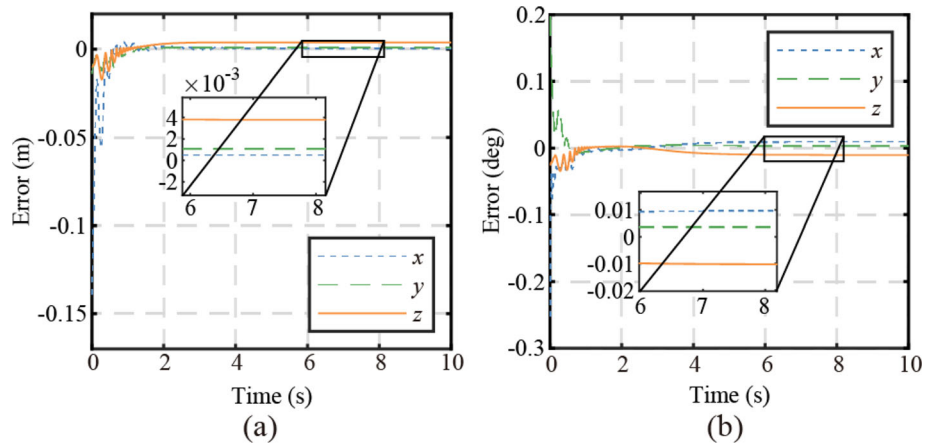 0
-0.05
-0.1
-0.15
0 2 4 6 8 10
Error (m)
Time (s)
×10⁻³
4
2
0
-2
6 7 8
x
y
z
(a)
0.2
0.1
0
-0.1
-0.2
-0.3
0 2 4 6 8 10
Error (deg)
Time (s)
x
y
z
0.01
0
-0.01
-0.02
6 7 8
(b)